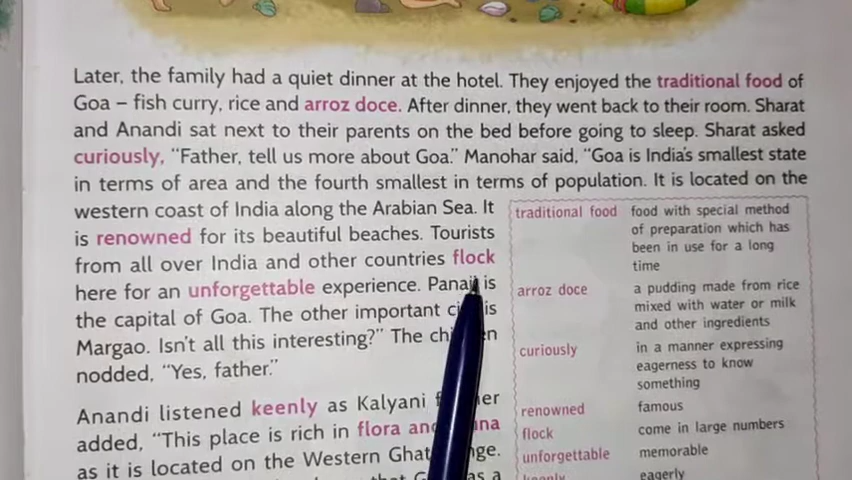 Later, the family had a quiet dinner at the hotel. They enjoyed the traditional food of
Goa – fish curry, rice and arroz doce. After dinner, they went back to their room. Sharat
and Anandi sat next to their parents on the bed before going to sleep. Sharat asked
curiously, “Father, tell us more about Goa.” Manohar said, “Goa is India's smallest state
in terms of area and the fourth smallest in terms of population. It is located on the
western coast of India along the Arabian Sea. It
is renowned for its beautiful beaches. Tourists
from all over India and other countries flock
here for an unforgettable experience. Panaji is
the capital of Goa. The other important is
Margao. Isn't all this interesting?” The
nodded, “Yes, father.”
Anandi listened keenly as Kalyani
added, “This place is rich in flora
as it is located on the Western
as a
traditional food food with special method
of preparation which has
been in use for a long
time
arroz doce a pudding made from rice
mixed with water or milk
and other ingredients
curiously in a manner expressing
eagerness to know
something
renowned famous
flock come in large numbers
unforgettable memorable
keenly eagerly